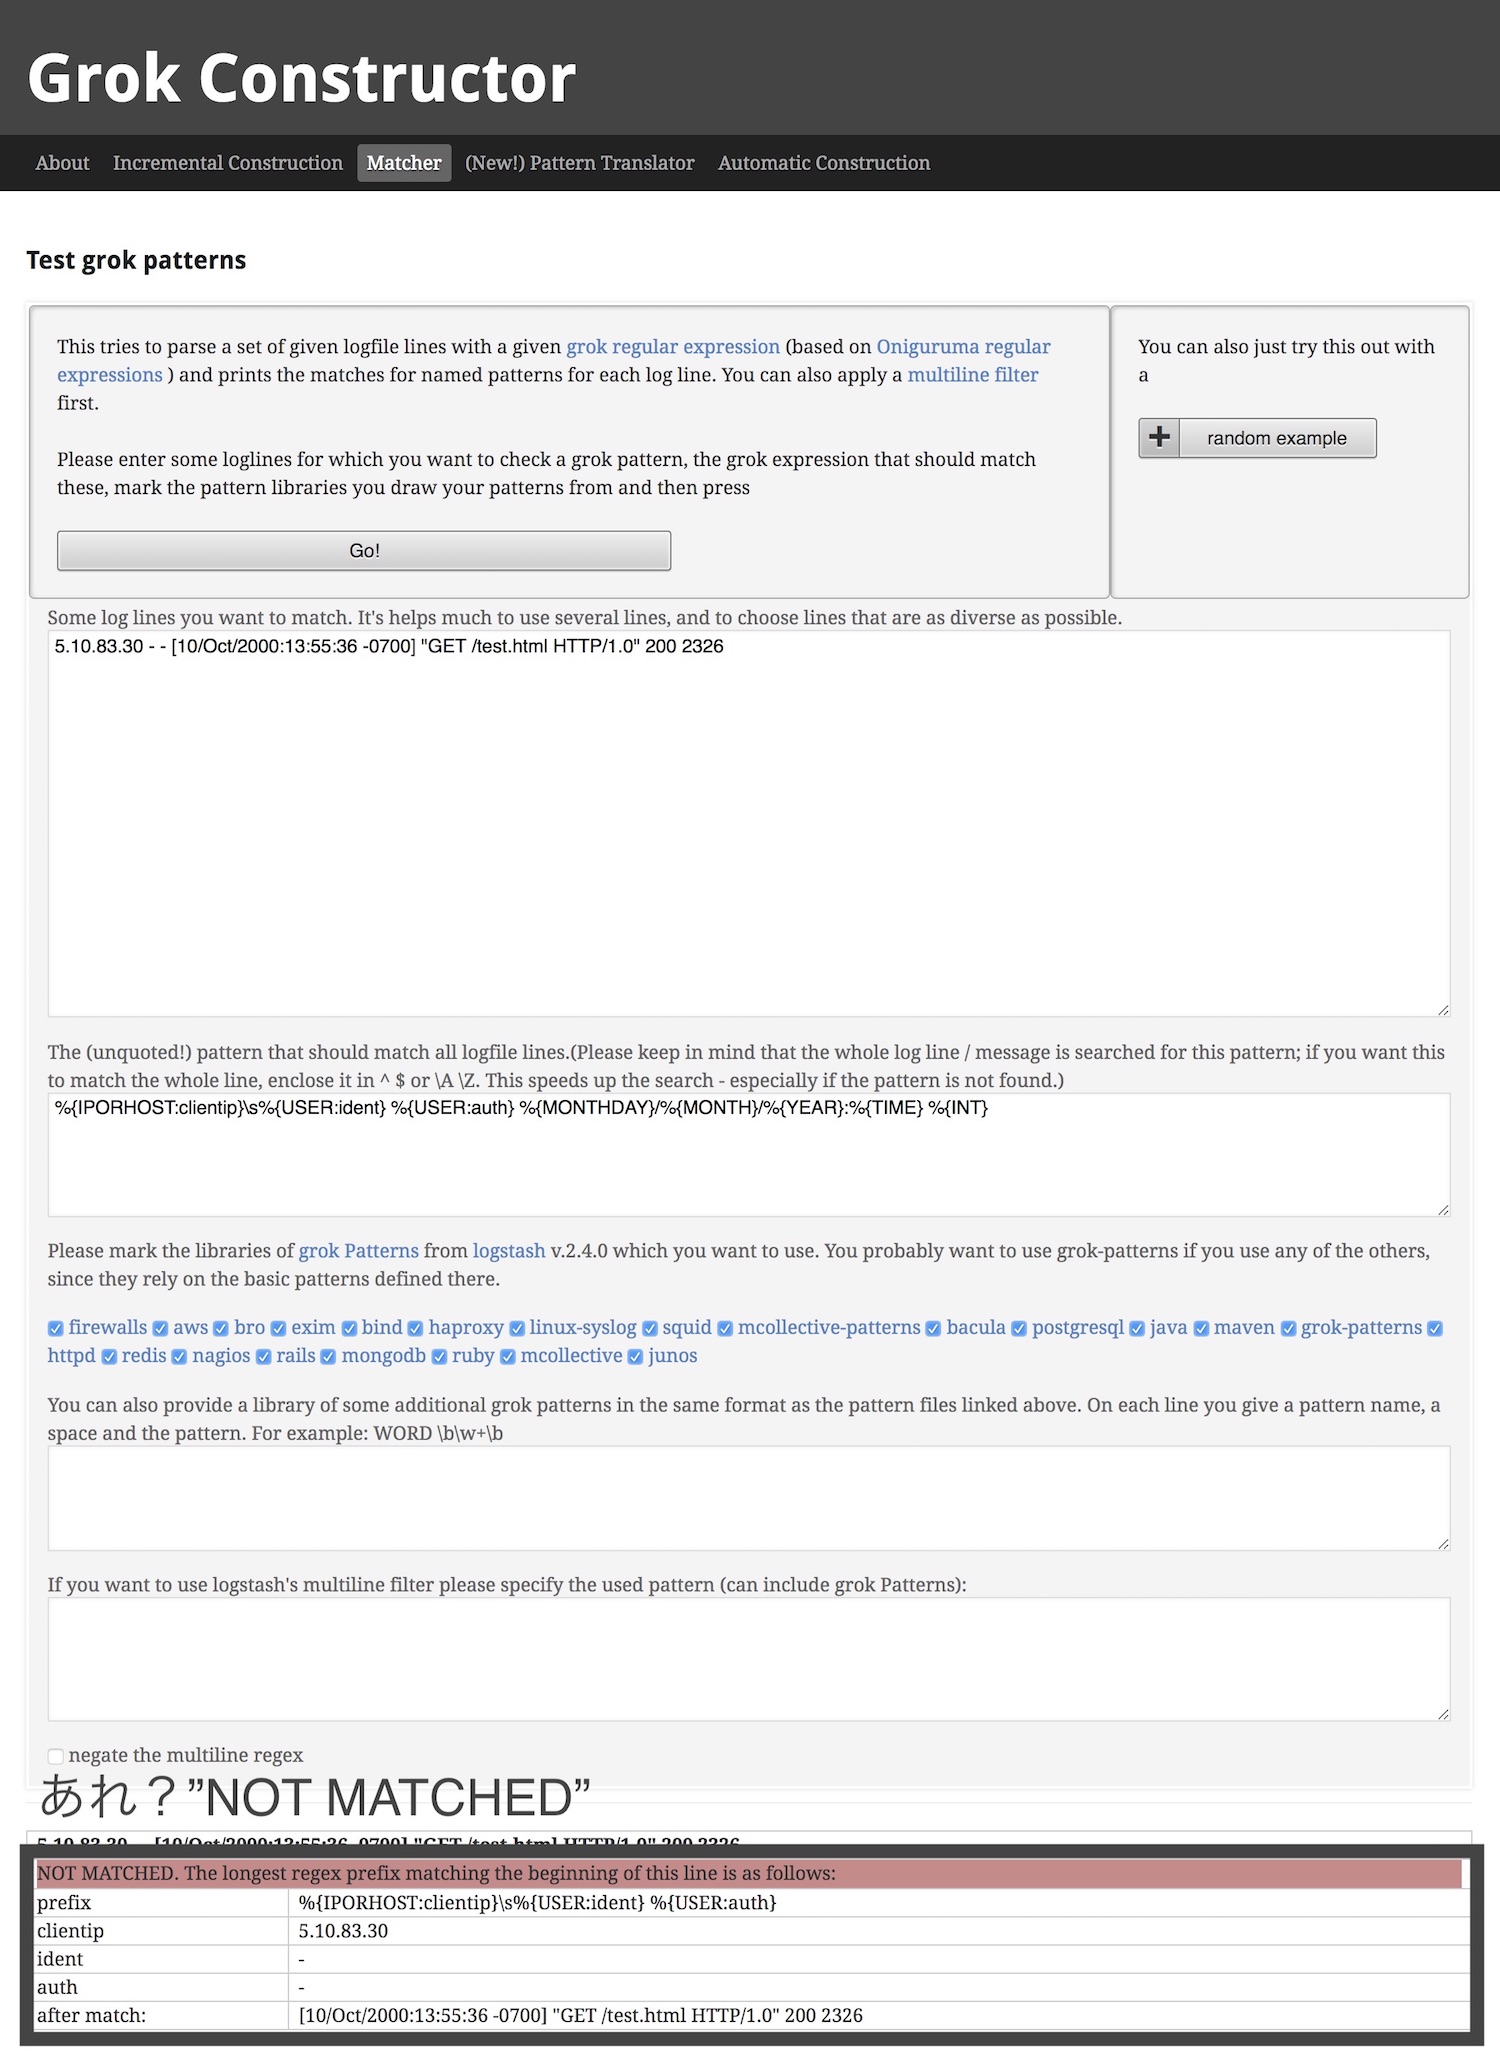 Grok Constructor
About Incremental Construction Matcher (New!) Pattern Translator Automatic Construction
Test grok patterns
This tries to parse a set of given logfile lines with a given grok regular expression (based on Oniguruma regular
expressions ) and prints the matches for named patterns for each log line. You can also apply a multiline filter
first.
Please enter some loglines for which you want to check a grok pattern, the grok expression that should match
these, mark the pattern libraries you draw your patterns from and then press
Go!
You can also just try this out with
a
random example
Some log lines you want to match. It's helps much to use several lines, and to choose lines that are as diverse as possible.
5.10.83.30 - - [10/Oct/2000:13:55:36 -0700] "GET /test.html HTTP/1.0" 200 2326
The (unquoted!) pattern that should match all logfile lines.(Please keep in mind that the whole log line / message is searched for this pattern; if you want this
to match the whole line, enclose it in ^ $ or \A \Z. This speeds up the search - especially if the pattern is not found.)
%{IPORHOST:clientip}\s%{USER:ident} %{USER:auth} %{MONTHDAY}/%{MONTH}/%{YEAR}:%{TIME} %{INT}
Please mark the libraries of grok Patterns from logstash v.2.4.0 which you want to use. You probably want to use grok-patterns if you use any of the others,
since they rely on the basic patterns defined there.
firewalls aws bro exim bind haproxy linux-syslog squid mcollective-patterns bacula postgresql java maven grok-patterns
httpd redis nagios rails mongodb ruby mcollective junos
You can also provide a library of some additional grok patterns in the same format as the pattern files linked above. On each line you give a pattern name, a
space and the pattern. For example: WORD \b\w+\b
If you want to use logstash's multiline filter please specify the used pattern (can include grok Patterns):
negate the multiline regex
あれ？”NOT MATCHED”
5.10.83.30 - - [10/Oct/2000:13:55:36 -0700] "GET /test.html HTTP/1.0" 200 2326
NOT MATCHED. The longest regex prefix matching the beginning of this line is as follows:
prefix %{IPORHOST:clientip}\s%{USER:ident} %{USER:auth}
clientip 5.10.83.30
ident -
auth -
after match: [10/Oct/2000:13:55:36 -0700] "GET /test.html HTTP/1.0" 200 2326